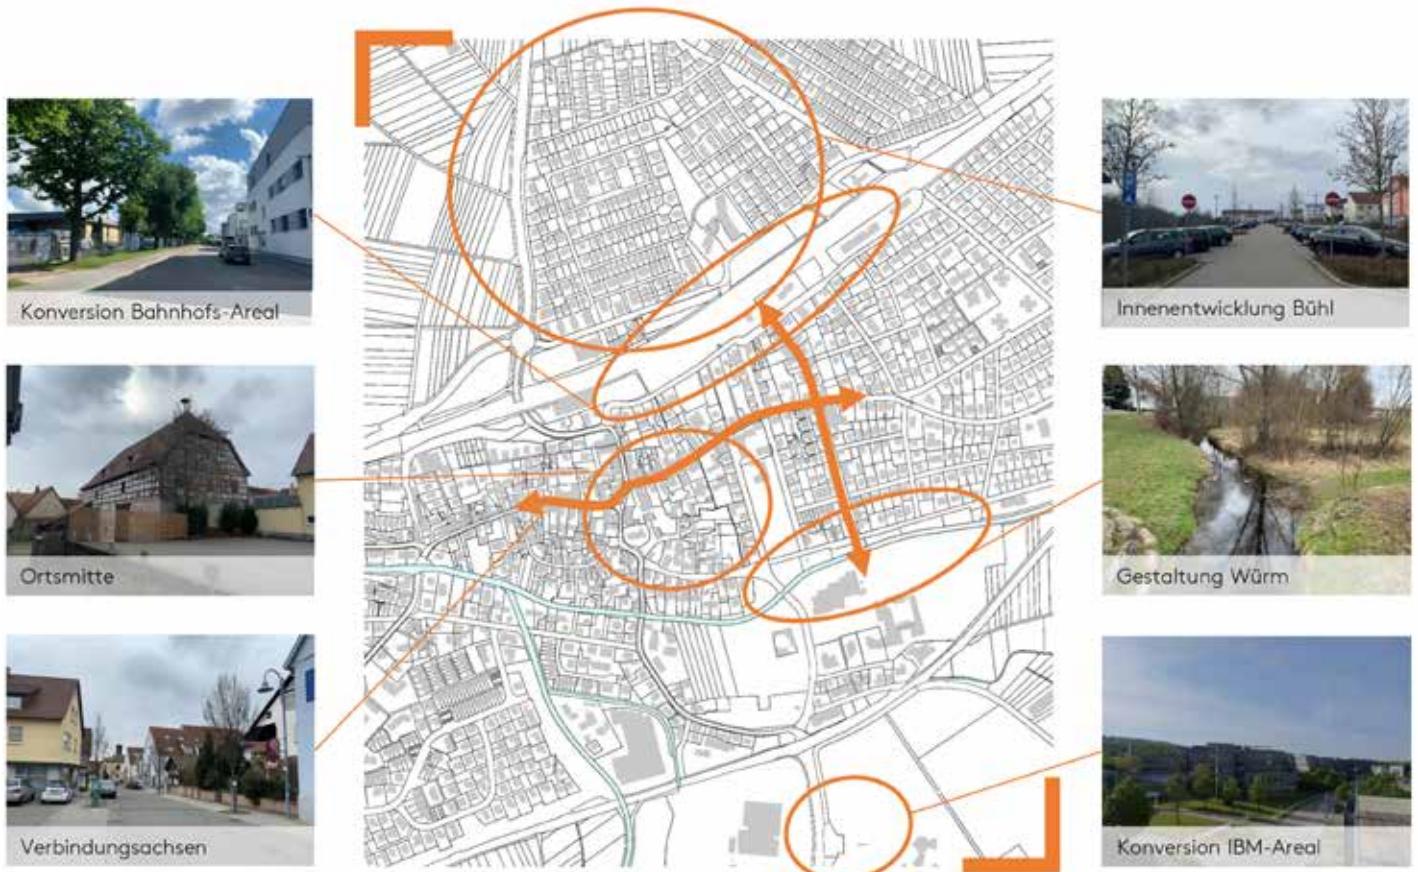 Konversion Bahnhofs-Areal
Ortsmitte
Verbindungsachsen
Innenentwicklung Bühl
Gestaltung Würm
Konversion IBM-Areal